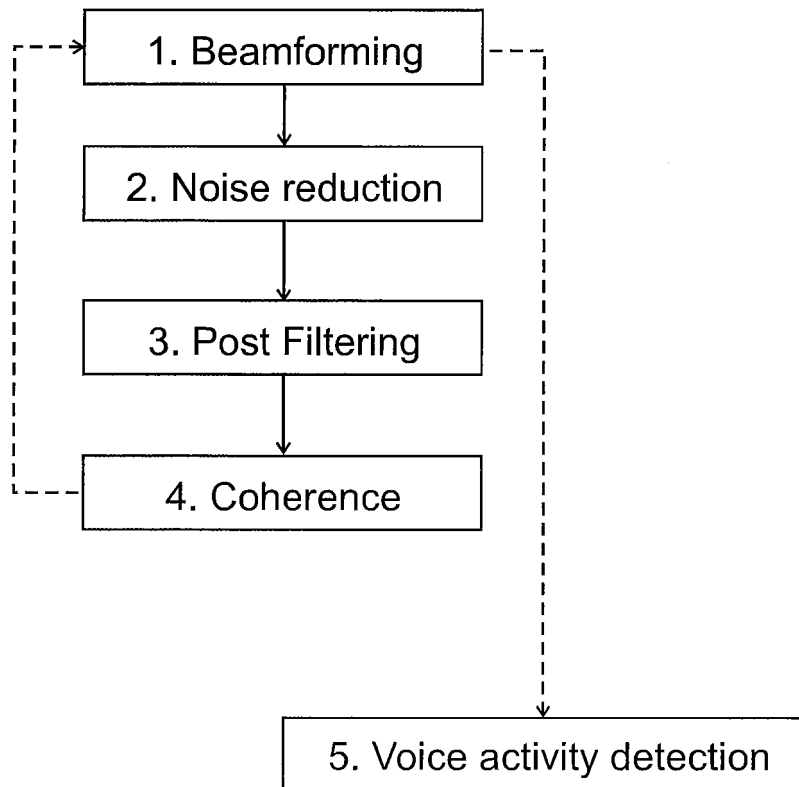 1. Beamforming
2. Noise reduction
3. Post Filtering
4. Coherence
5. Voice activity detection